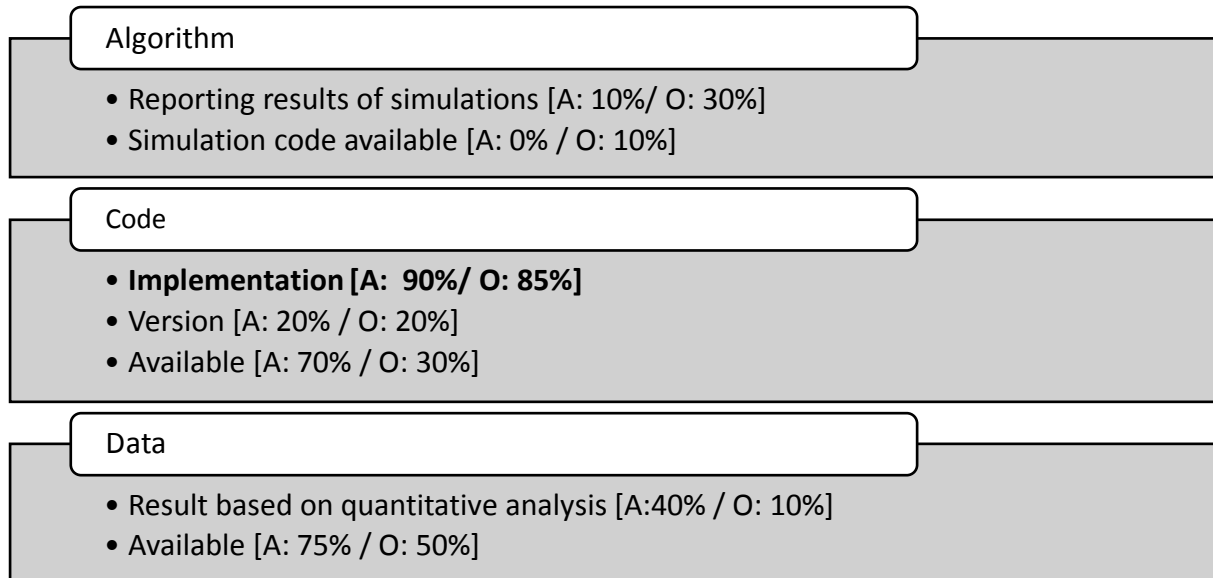 Algorithm
• Reporting results of simulations [A: 10%/ O: 30%]
• Simulation code available [A: 0% / O: 10%]
Code
• Implementation [A:  90%/ O: 85%]
• Version [A: 20% / O: 20%]
• Available [A: 70% / O: 30%]
Data
• Result based on quantitative analysis [A:40% / O: 10%]
• Available [A: 75% / O: 50%]